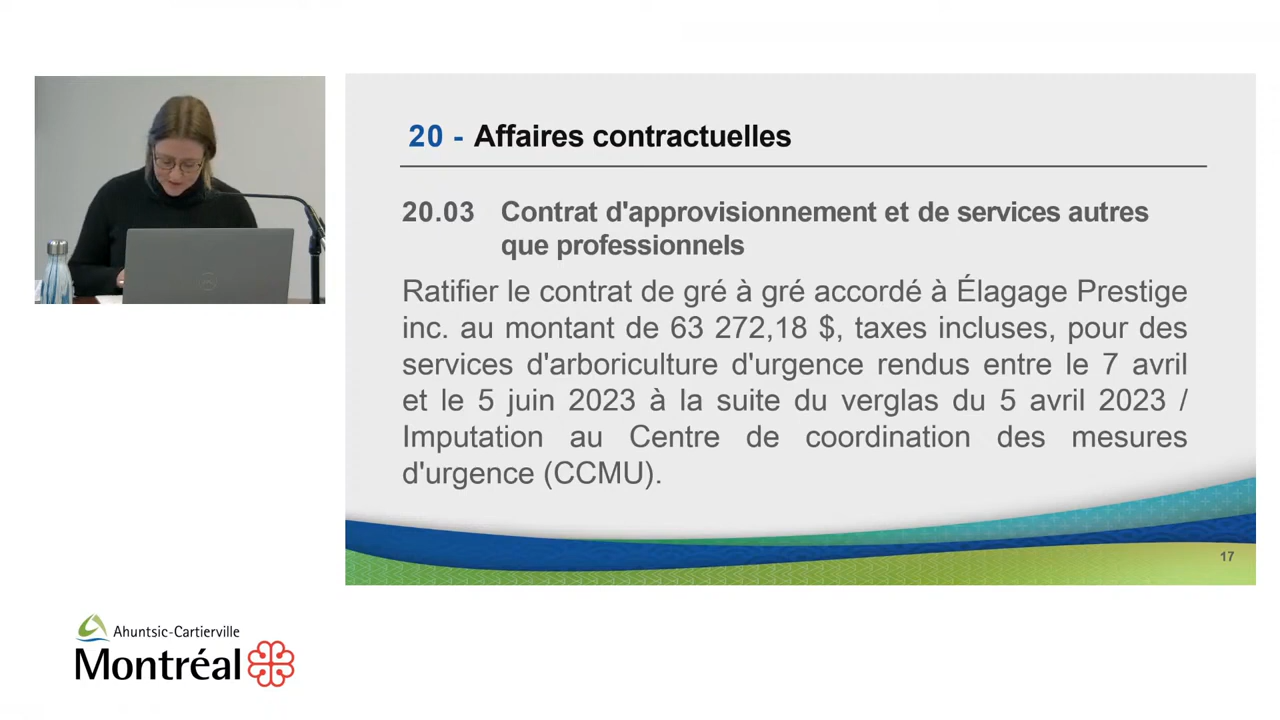 20 - Affaires contractuelles
20.03 Contrat d'approvisionnement et de services autres
que professionnels
Ratifier le contrat de gré à gré accordé à Élagage Prestige
inc. au montant de 63 272,18 $, taxes incluses, pour des
services d'arboriculture d'urgence rendus entre le 7 avril
et le 5 juin 2023 à la suite du verglas du 5 avril 2023 /
Imputation au Centre de coordination des mesures
d'urgence (CCMU).
17
Ahuntsic-Cartierville
Montréal